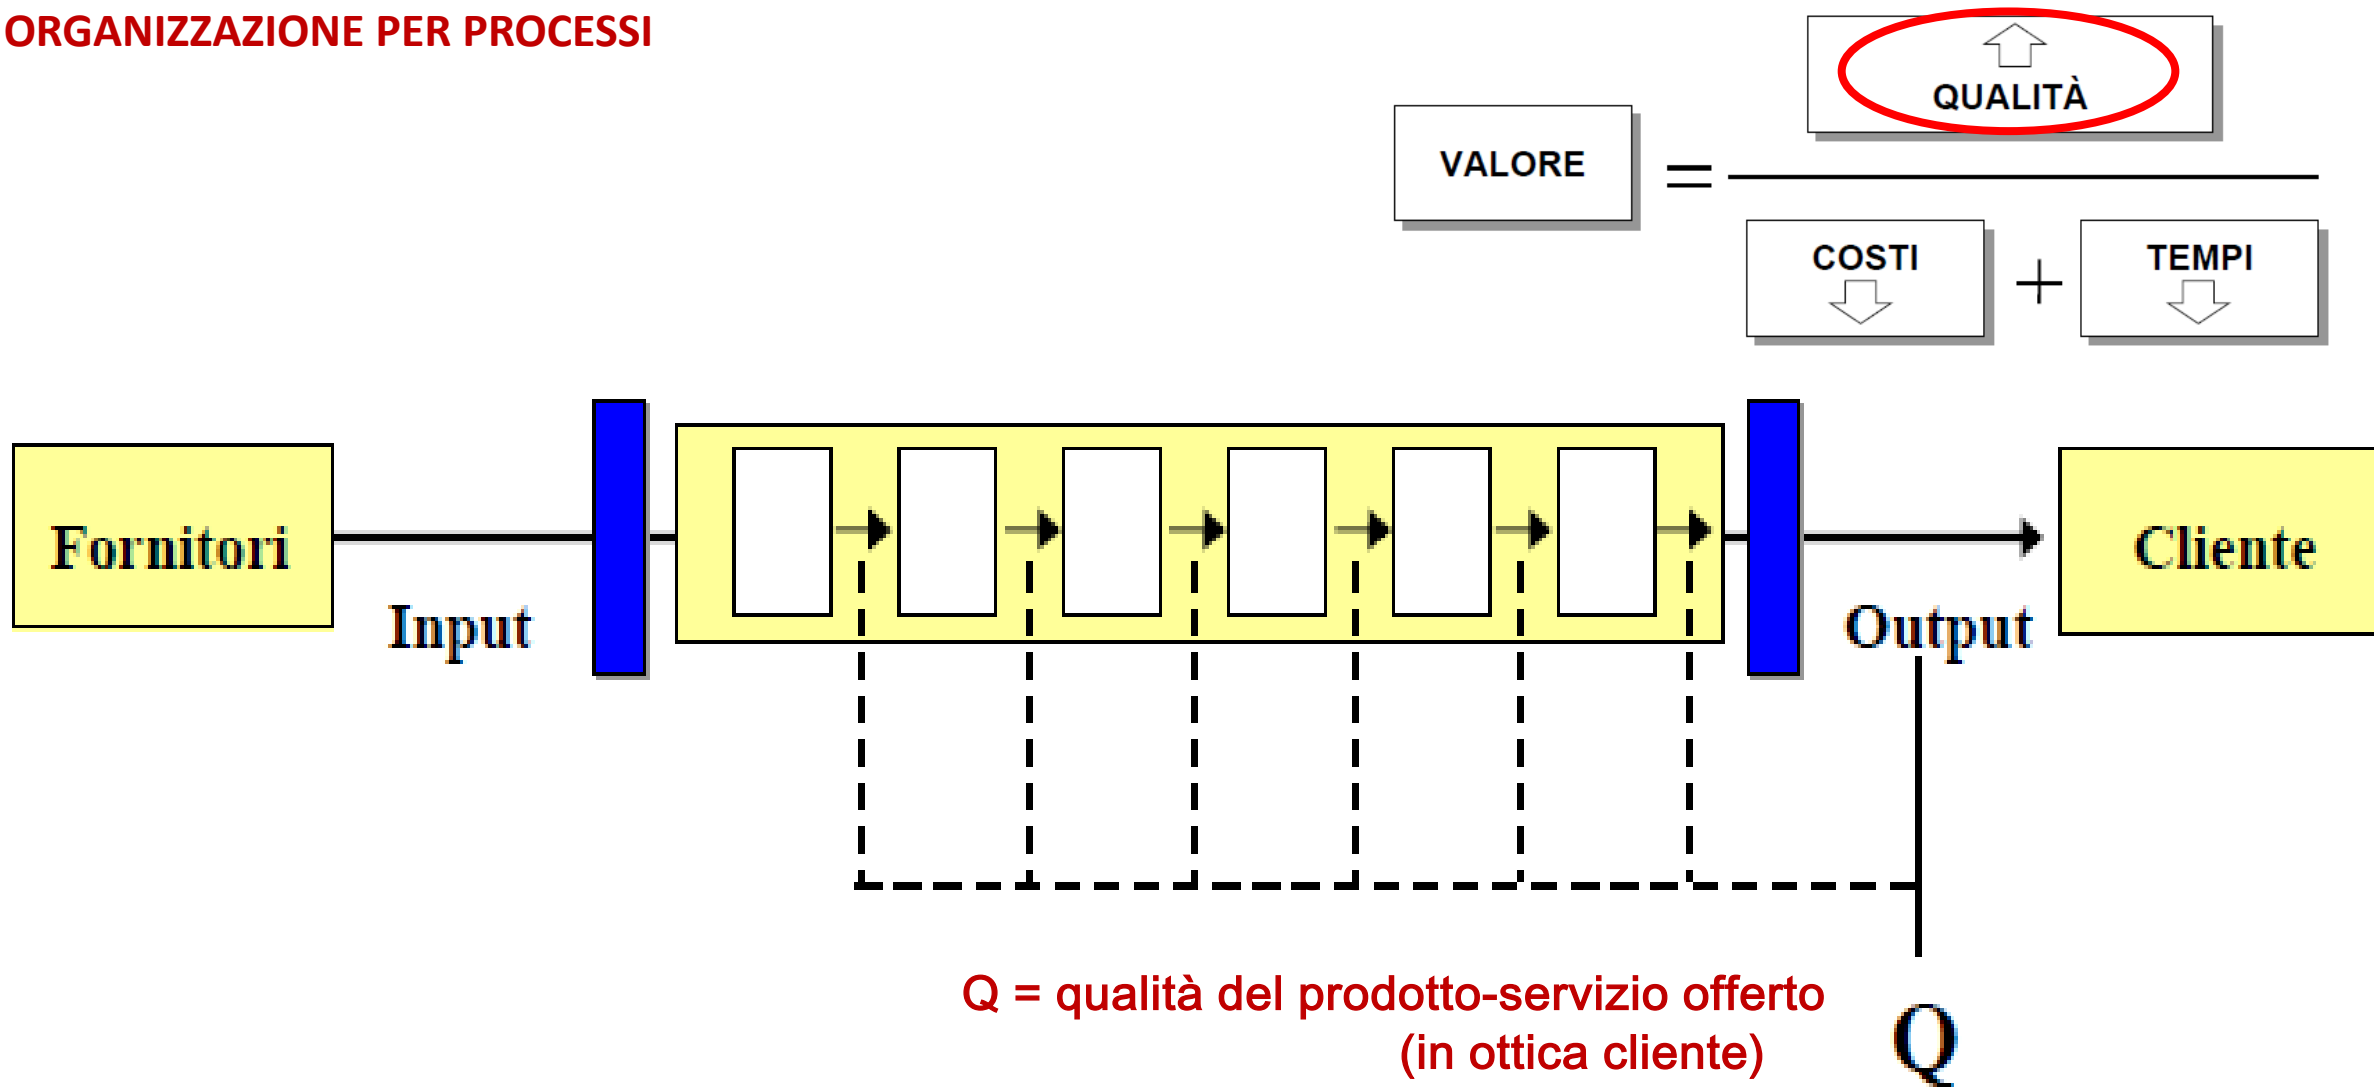 ORGANIZZAZIONE PER PROCESSI
QUALITÀ
VALORE
=
COSTI + TEMPI
Fornitori
Input
Output
Cliente
Q = qualità del prodotto-servizio offerto
(in ottica cliente)
Q